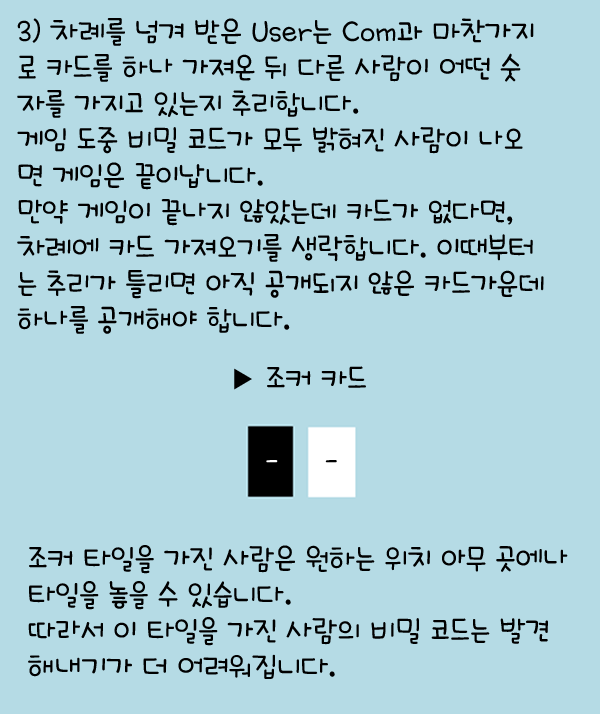 3) 차례를 넘겨 받은 User는 Com과 마찬가지
로 카드를 하나 가져온 뒤 다른 사람이 어떤 숫
자를 가지고 있는지 추리합니다.
게임 도중 비밀 코드가 모두 밝혀진 사람이 나오
면 게임은 끝이납니다.
만약 게임이 끝나지 않았는데 카드가 없다면,
차례에 카드 가져오기를 생략합니다. 이때부터
는 추리가 틀리면 아직 공개되지 않은 카드가운데
하나를 공개해야 합니다.
▶ 조커 카드
- -
조커 타일을 가진 사람은 원하는 위치 아무 곳에나
타일을 놓을 수 있습니다.
따라서 이 타일을 가진 사람의 비밀 코드는 발견
해내기가 더 어려워집니다.